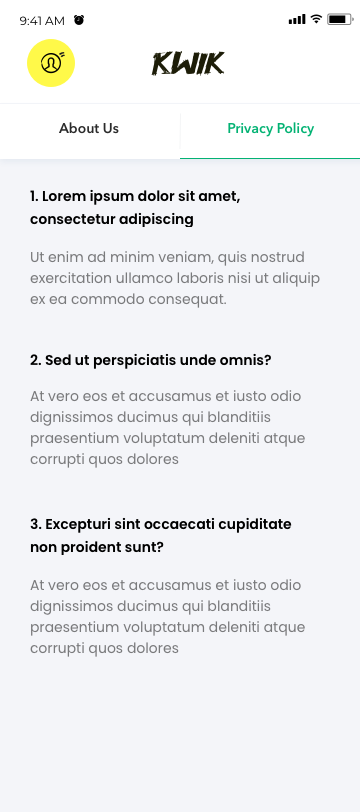 9:41 AM
KWIK
About Us
Privacy Policy
1. Lorem ipsum dolor sit amet,
consectetur adipiscing
Ut enim ad minim veniam, quis nostrud
exercitation ullamco laboris nisi ut aliquip
ex ea commodo consequat.
2. Sed ut perspiciatis unde omnis?
At vero eos et accusamus et iusto odio
dignissimos ducimus qui blanditiis
praesentium voluptatum deleniti atque
corrupti quos dolores
3. Excepturi sint occaecati cupiditate
non proident sunt?
At vero eos et accusamus et iusto odio
dignissimos ducimus qui blanditiis
praesentium voluptatum deleniti atque
corrupti quos dolores